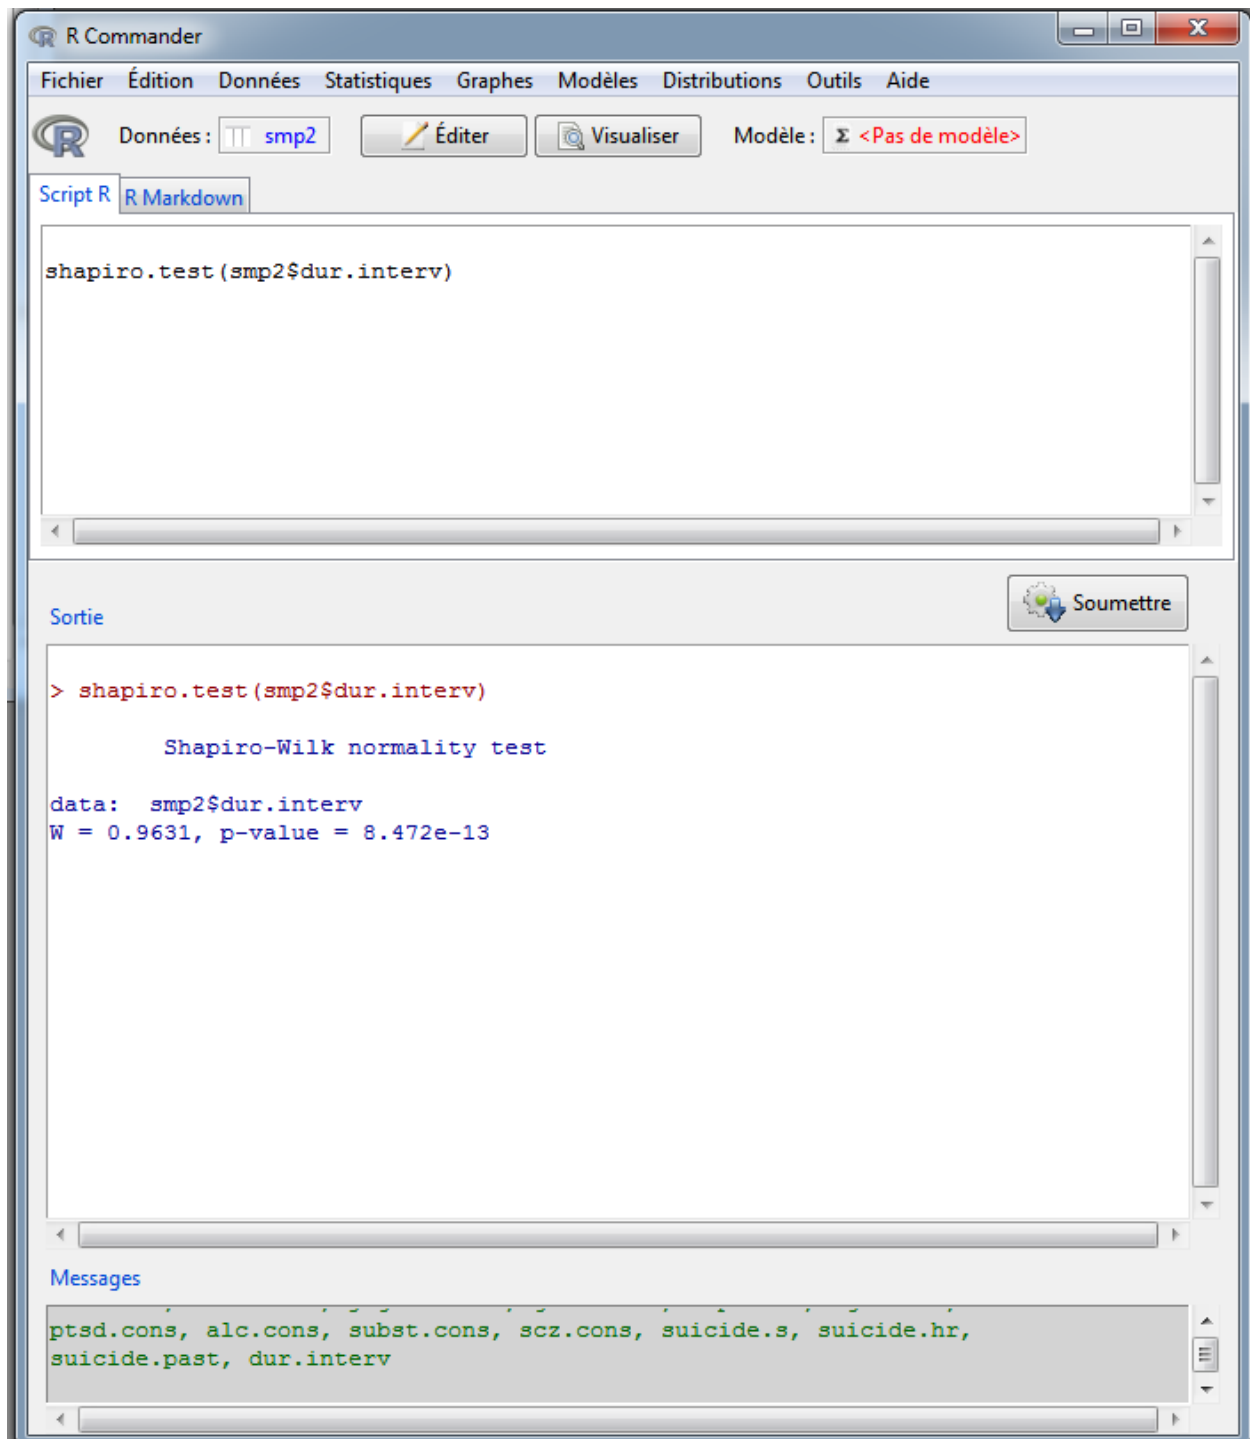 R Commander
Fichier Édition Données Statistiques Graphes Modèles Distributions Outils Aide
R Données : smp2 Éditer Visualiser Modèle : Σ <Pas de modèle>
Script R R Markdown
shapiro.test(smp2$dur.interv)
Soumettre
Sortie
> shapiro.test(smp2$dur.interv)
Shapiro-Wilk normality test
data: smp2$dur.interv
W = 0.9631, p-value = 8.472e-13
Messages
ptsd.cons, alc.cons, subst.cons, scz.cons, suicide.s, suicide.hr,
suicide.past, dur.interv